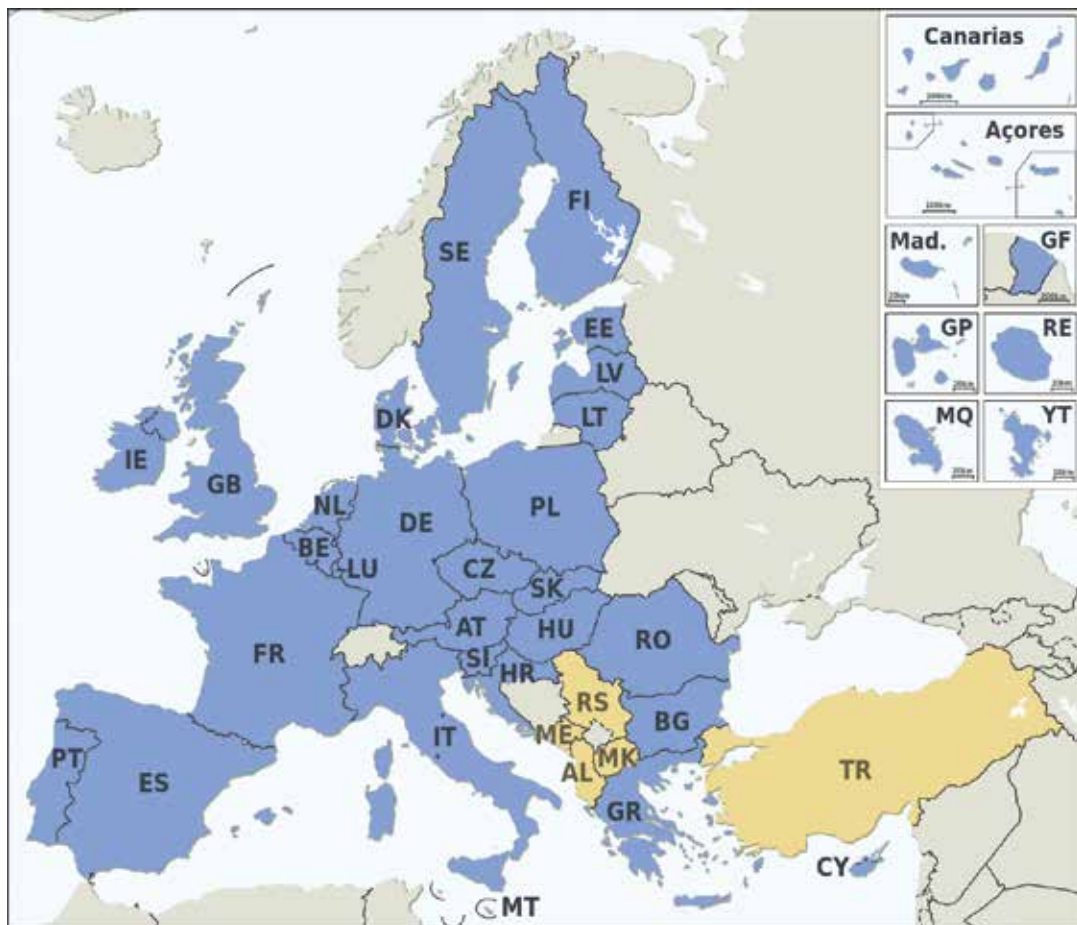 Canarias
Açores
Mad.
GF
GP
RE
MQ
YT
FI
SE
EE
LV
LT
DK
IE
GB
NL
DE
PL
BE
LU
CZ
SK
AT
HU
FR
SI
HR
RO
RS
ME
BG
IT
PT
ES
AL
MK
TR
GR
CY
MT